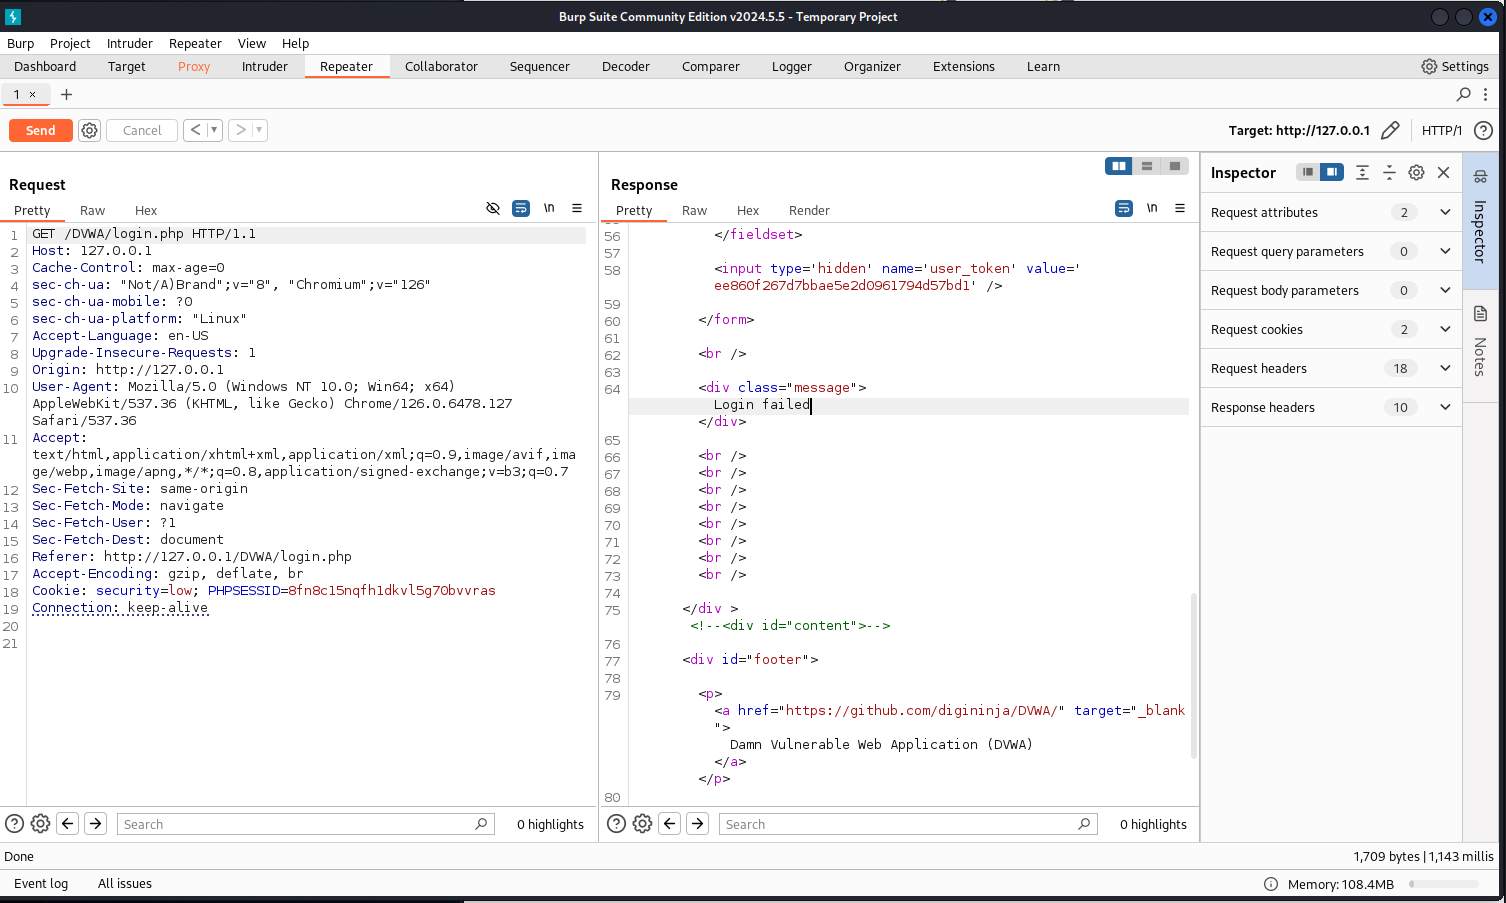 Burp Suite Community Edition v2024.5.5 - Temporary Project
Burp Project Intruder Repeater View Help
Dashboard Target Proxy Intruder Repeater Collaborator Sequencer Decoder Comparer Logger Organizer Extensions Learn Settings
1 × +
Send Cancel < > Target: http://127.0.0.1 HTTP/1 ?
Request
Pretty Raw Hex \n
1 GET /DVWA/login.php HTTP/1.1
2 Host: 127.0.0.1
3 Cache-Control: max-age=0
4 sec-ch-ua: "Not/A)Brand";v="8", "Chromium";v="126"
5 sec-ch-ua-mobile: ?0
6 sec-ch-ua-platform: "Linux"
7 Accept-Language: en-US
8 Upgrade-Insecure-Requests: 1
9 Origin: http://127.0.0.1
10 User-Agent: Mozilla/5.0 (Windows NT 10.0; Win64; x64)
AppleWebKit/537.36 (KHTML, like Gecko) Chrome/126.0.6478.127
Safari/537.36
11 Accept:
text/html,application/xhtml+xml,application/xml;q=0.9,image/avif,ima
ge/webp,image/apng,*/*;q=0.8,application/signed-exchange;v=b3;q=0.7
12 Sec-Fetch-Site: same-origin
13 Sec-Fetch-Mode: navigate
14 Sec-Fetch-User: ?1
15 Sec-Fetch-Dest: document
16 Referer: http://127.0.0.1/DVWA/login.php
17 Accept-Encoding: gzip, deflate, br
18 Cookie: security=low; PHPSESSID=8fn8c15nqfh1dkvl5g70bvvras
19 Connection: keep-alive
20
21
? Search 0 highlights
Response
Pretty Raw Hex Render \n
56 </fieldset>
57
58 <input type='hidden' name='user_token' value='
ee860f267d7bbae5e2d0961794d57bd1' />
59
60 </form>
61
62 <br />
63
64 <div class="message">
Login failed
</div>
65
66 <br />
67 <br />
68 <br />
69 <br />
70 <br />
71 <br />
72 <br />
73 <br />
74
75 </div >
<!--<div id="content">-->
76
77 <div id="footer">
78
79 <p>
<a href="https://github.com/digininja/DVWA/" target="_blank
">
Damn Vulnerable Web Application (DVWA)
</a>
</p>
80
? Search 0 highlights
Inspector
Request attributes 2
Request query parameters 0
Request body parameters 0
Request cookies 2
Request headers 18
Response headers 10
Inspector
Notes
Done 1,709 bytes | 1,143 millis
Event log All issues Memory: 108.4MB